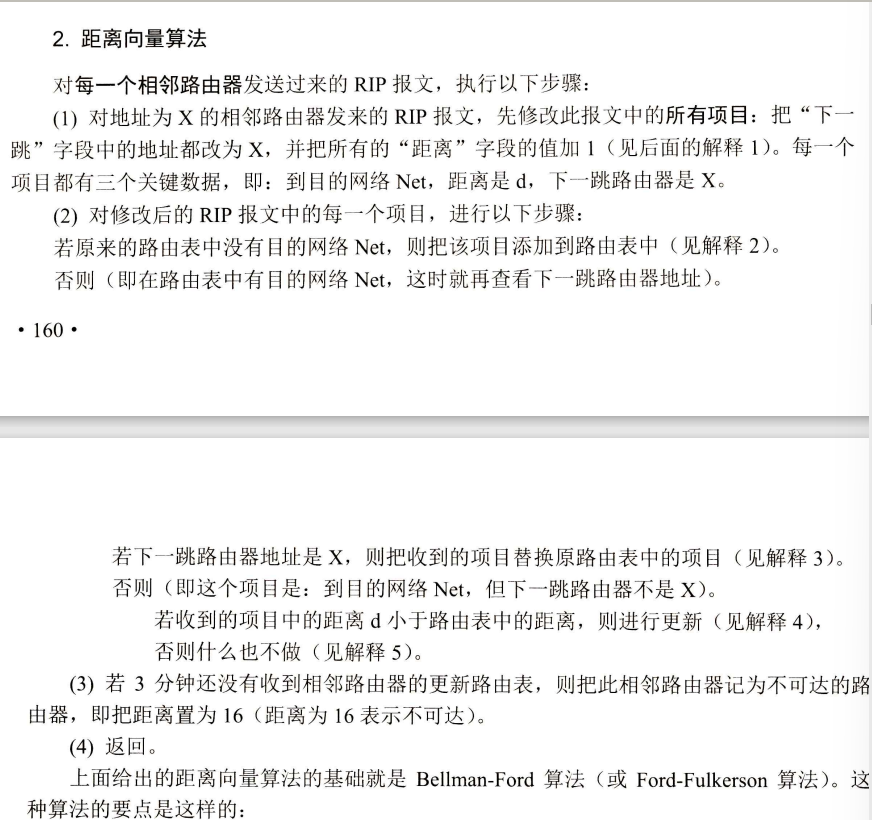 2. 距离向量算法
对每一个相邻路由器发送过来的 RIP 报文，执行以下步骤：
(1) 对地址为 X 的相邻路由器发来的 RIP 报文，先修改此报文中的所有项目：把“下一
跳”字段中的地址都改为 X，并把所有的“距离”字段的值加 1（见后面的解释 1）。每一个
项目都有三个关键数据，即：到目的网络 Net，距离是 d，下一跳路由器是 X。
(2) 对修改后的 RIP 报文中的每一个项目，进行以下步骤：
若原来的路由表中没有目的网络 Net，则把该项目添加到路由表中（见解释 2）。
否则（即在路由表中有目的网络 Net，这时就再查看下一跳路由器地址）。
·160·
若下一跳路由器地址是 X，则把收到的项目替换原路由表中的项目（见解释 3）。
否则（即这个项目是：到目的网络 Net，但下一跳路由器不是 X）。
若收到的项目中的距离 d 小于路由表中的距离，则进行更新（见解释 4），
否则什么也不做（见解释 5）。
(3) 若 3 分钟还没有收到相邻路由器的更新路由表，则把此相邻路由器记为不可达的路
由器，即把距离置为 16（距离为 16 表示不可达）。
(4) 返回。
上面给出的距离向量算法的基础就是 Bellman-Ford 算法（或 Ford-Fulkerson 算法）。这
种算法的要点是这样的：